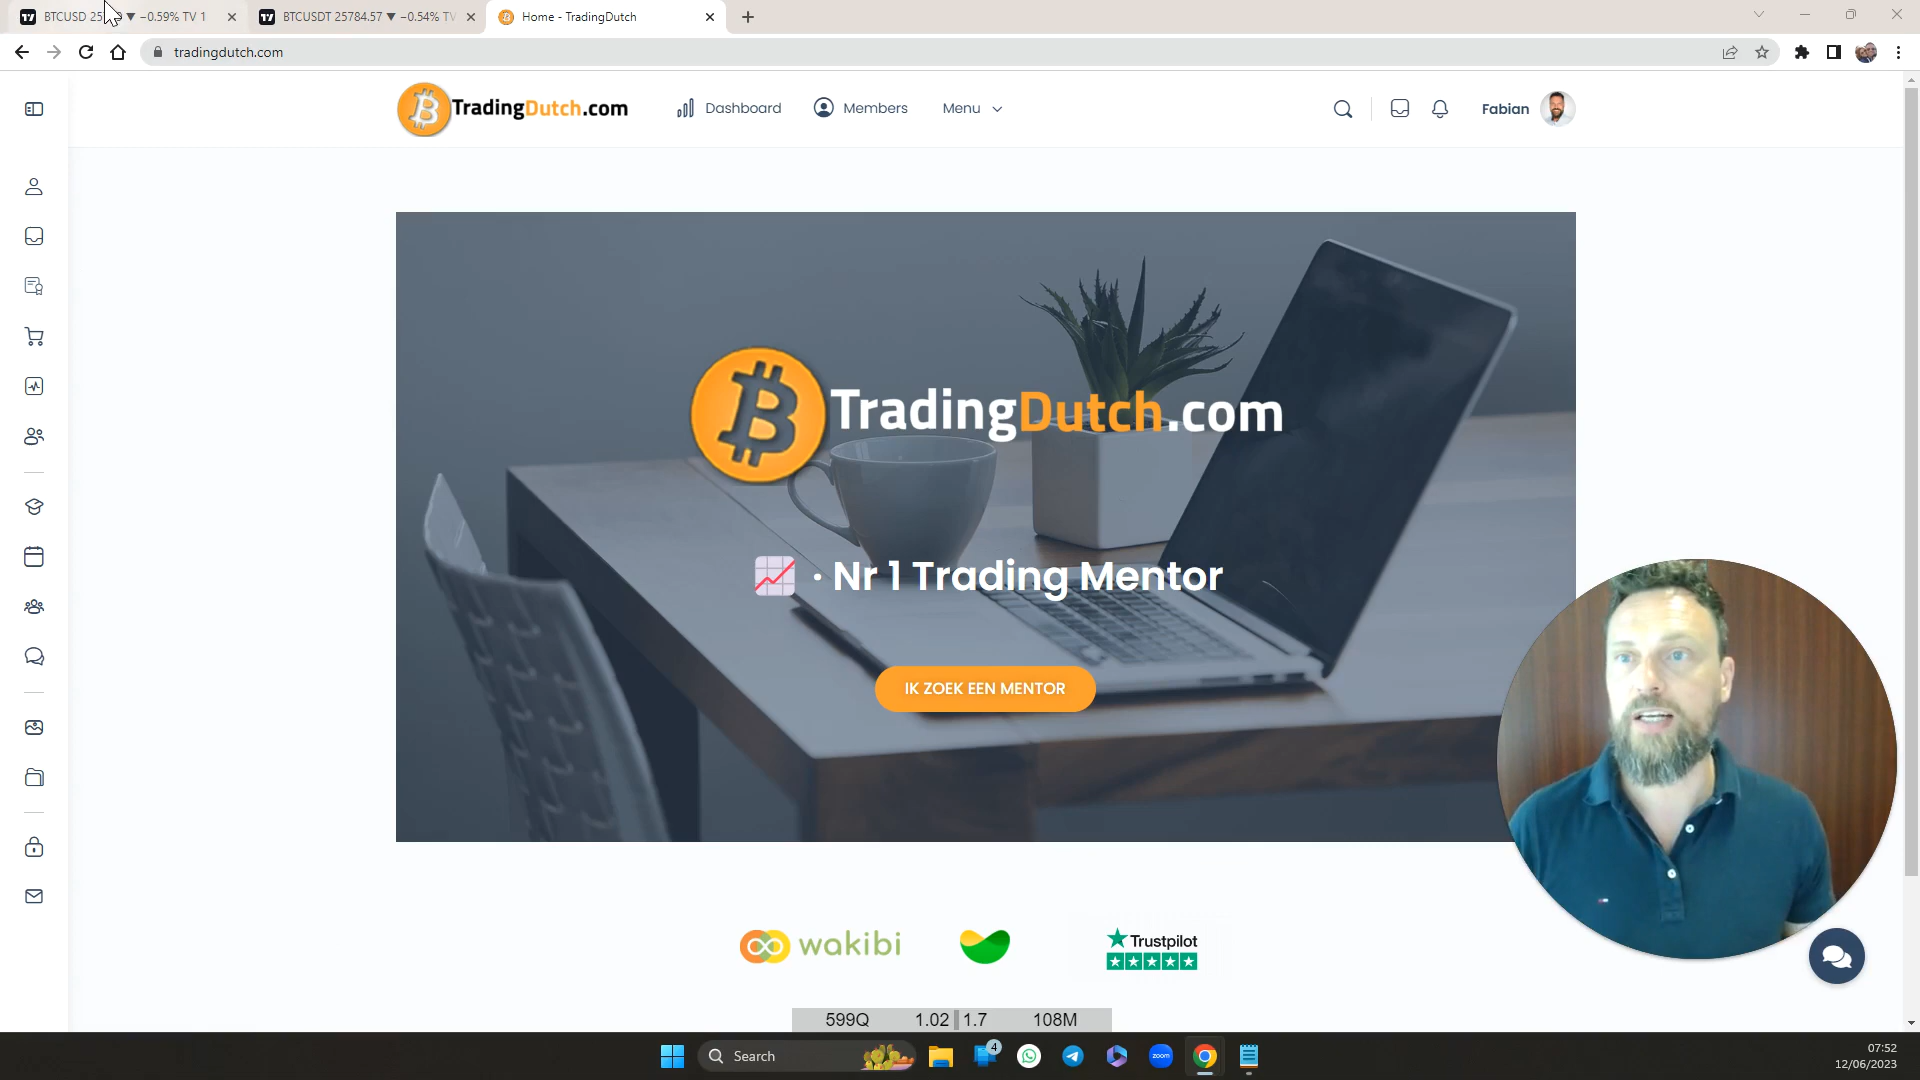 −0.59% TV 1
BTCUSDT 25784.57 ▼ −0.54% TV
Home - TradingDutch
tradingdutch.com
TradingDutch.com
Dashboard
Members
Menu
Fabian
TradingDutch.com
· Nr 1 Trading Mentor
IK ZOEK EEN MENTOR
wakibi
Trustpilot
599Q 1.02 1.7 108M
Search
4
zoom
07:52
12/06/2023